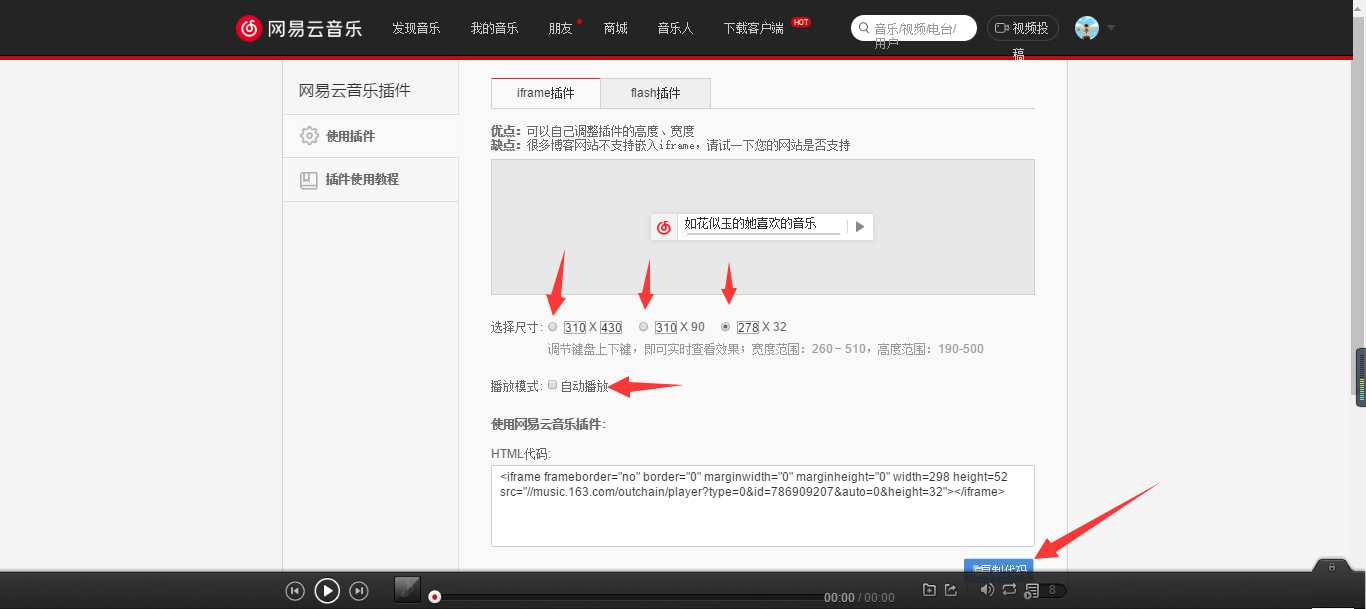 网易云音乐
发现音乐
我的音乐
朋友
商城
音乐人
下载客户端
HOT
音乐/视频/电台/
用户
视频投
稿
网易云音乐插件
使用插件
插件使用教程
iframe插件
flash插件
优点：可以自己调整插件的高度、宽度
缺点：很多博客网站不支持嵌入iframe，请试一下您的网站是否支持
如花似玉的她喜欢的音乐
选择尺寸: 310 X 430 310 X 90 278 X 32
调节键盘上下键，即可实时查看效果；宽度范围：260－510，高度范围：190-500
播放模式: 自动播放
使用网易云音乐插件:
HTML代码:
<iframe frameborder="no" border="0" marginwidth="0" marginheight="0" width=298 height=52
src="//music.163.com/outchain/player?type=0&id=786909207&auto=0&height=32"></iframe>
复制代码
00:00 / 00:00
8